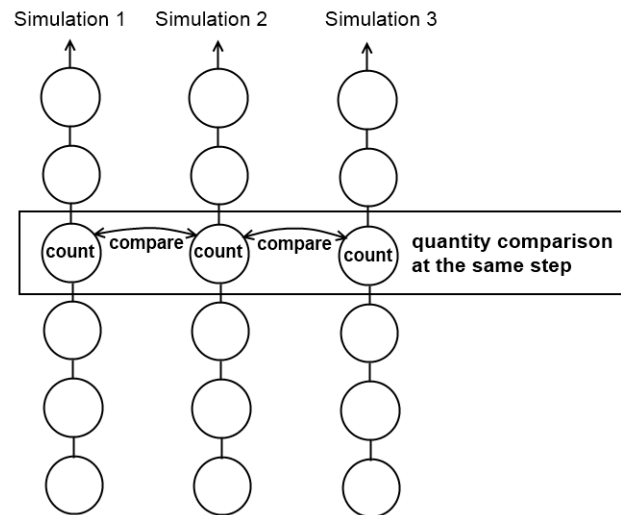 Simulation 1 Simulation 2 Simulation 3
count compare count compare count
quantity comparison
at the same step